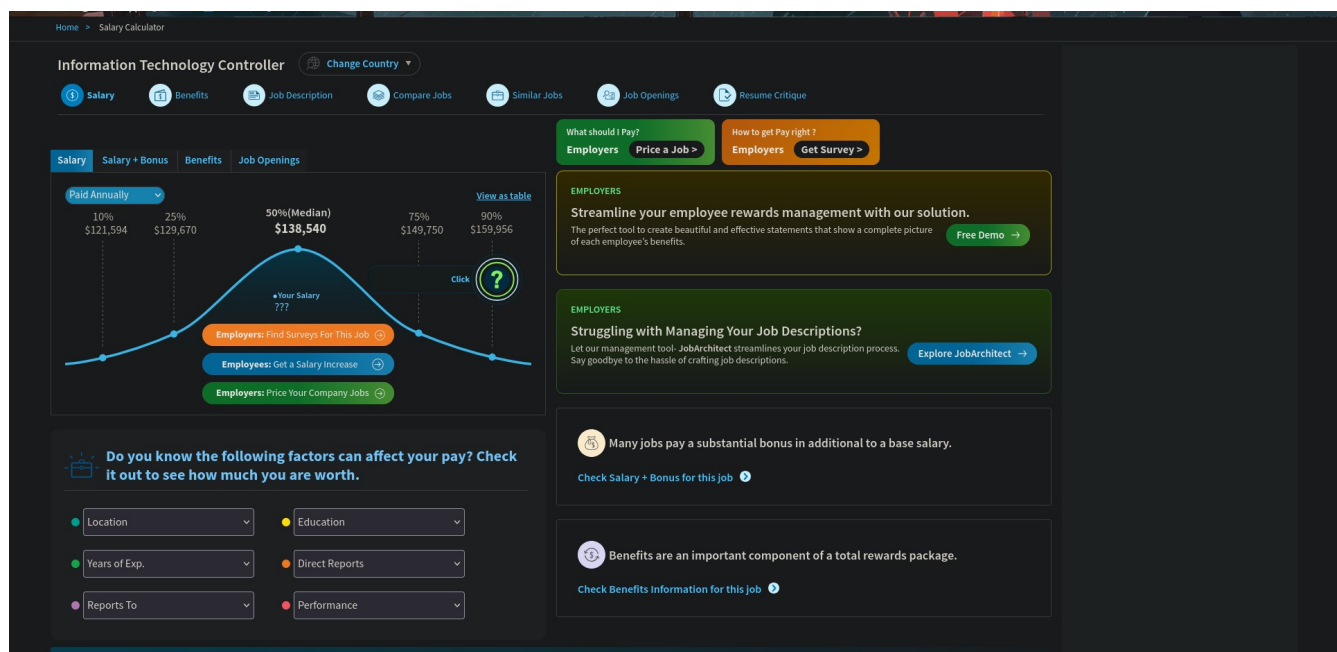 Home > Salary Calculator
Information Technology Controller
Change Country ▼
Salary
Benefits
Job Description
Compare Jobs
Similar Jobs
Job Openings
Resume Critique
Salary
Salary + Bonus
Benefits
Job Openings
Paid Annually
View as table
10%
$121,594
25%
$129,670
50%(Median)
$138,540
75%
$149,750
90%
$159,956
Click
?
Your Salary
???
Employers: Find Surveys For This Job
Employees: Get a Salary Increase
Employers: Price Your Company Jobs
Do you know the following factors can affect your pay? Check
it out to see how much you are worth.
Location
Education
Years of Exp.
Direct Reports
Reports To
Performance
What should I Pay?
Employers Price a Job >
How to get Pay right ?
Employers Get Survey >
EMPLOYERS
Streamline your employee rewards management with our solution.
The perfect tool to create beautiful and effective statements that show a complete picture
of each employee's benefits.
Free Demo →
EMPLOYERS
Struggling with Managing Your Job Descriptions?
Let our management tool- JobArchitect streamlines your job description process.
Say goodbye to the hassle of crafting job descriptions.
Explore JobArchitect →
Many jobs pay a substantial bonus in additional to a base salary.
Check Salary + Bonus for this job
Benefits are an important component of a total rewards package.
Check Benefits Information for this job